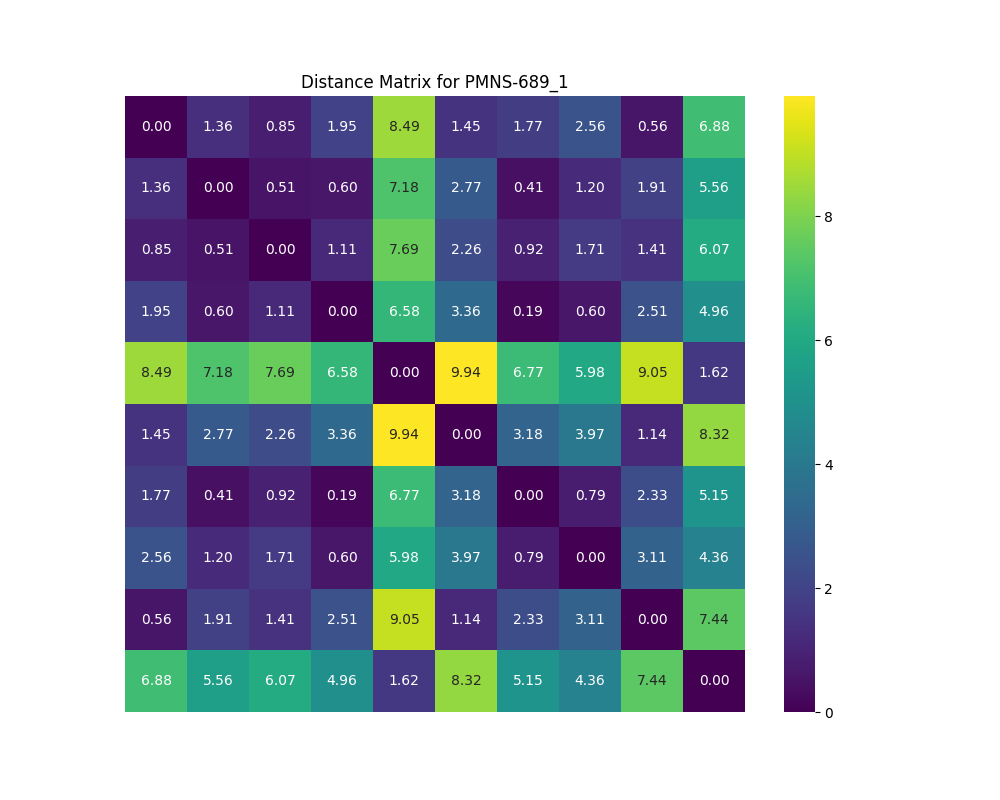 Distance Matrix for PMNS-689_1
0.00 1.36 0.85 1.95 8.49 1.45 1.77 2.56 0.56 6.88
1.36 0.00 0.51 0.60 7.18 2.77 0.41 1.20 1.91 5.56
0.85 0.51 0.00 1.11 7.69 2.26 0.92 1.71 1.41 6.07
1.95 0.60 1.11 0.00 6.58 3.36 0.19 0.60 2.51 4.96
8.49 7.18 7.69 6.58 0.00 9.94 6.77 5.98 9.05 1.62
1.45 2.77 2.26 3.36 9.94 0.00 3.18 3.97 1.14 8.32
1.77 0.41 0.92 0.19 6.77 3.18 0.00 0.79 2.33 5.15
2.56 1.20 1.71 0.60 5.98 3.97 0.79 0.00 3.11 4.36
0.56 1.91 1.41 2.51 9.05 1.14 2.33 3.11 0.00 7.44
6.88 5.56 6.07 4.96 1.62 8.32 5.15 4.36 7.44 0.00
8
6
4
2
0